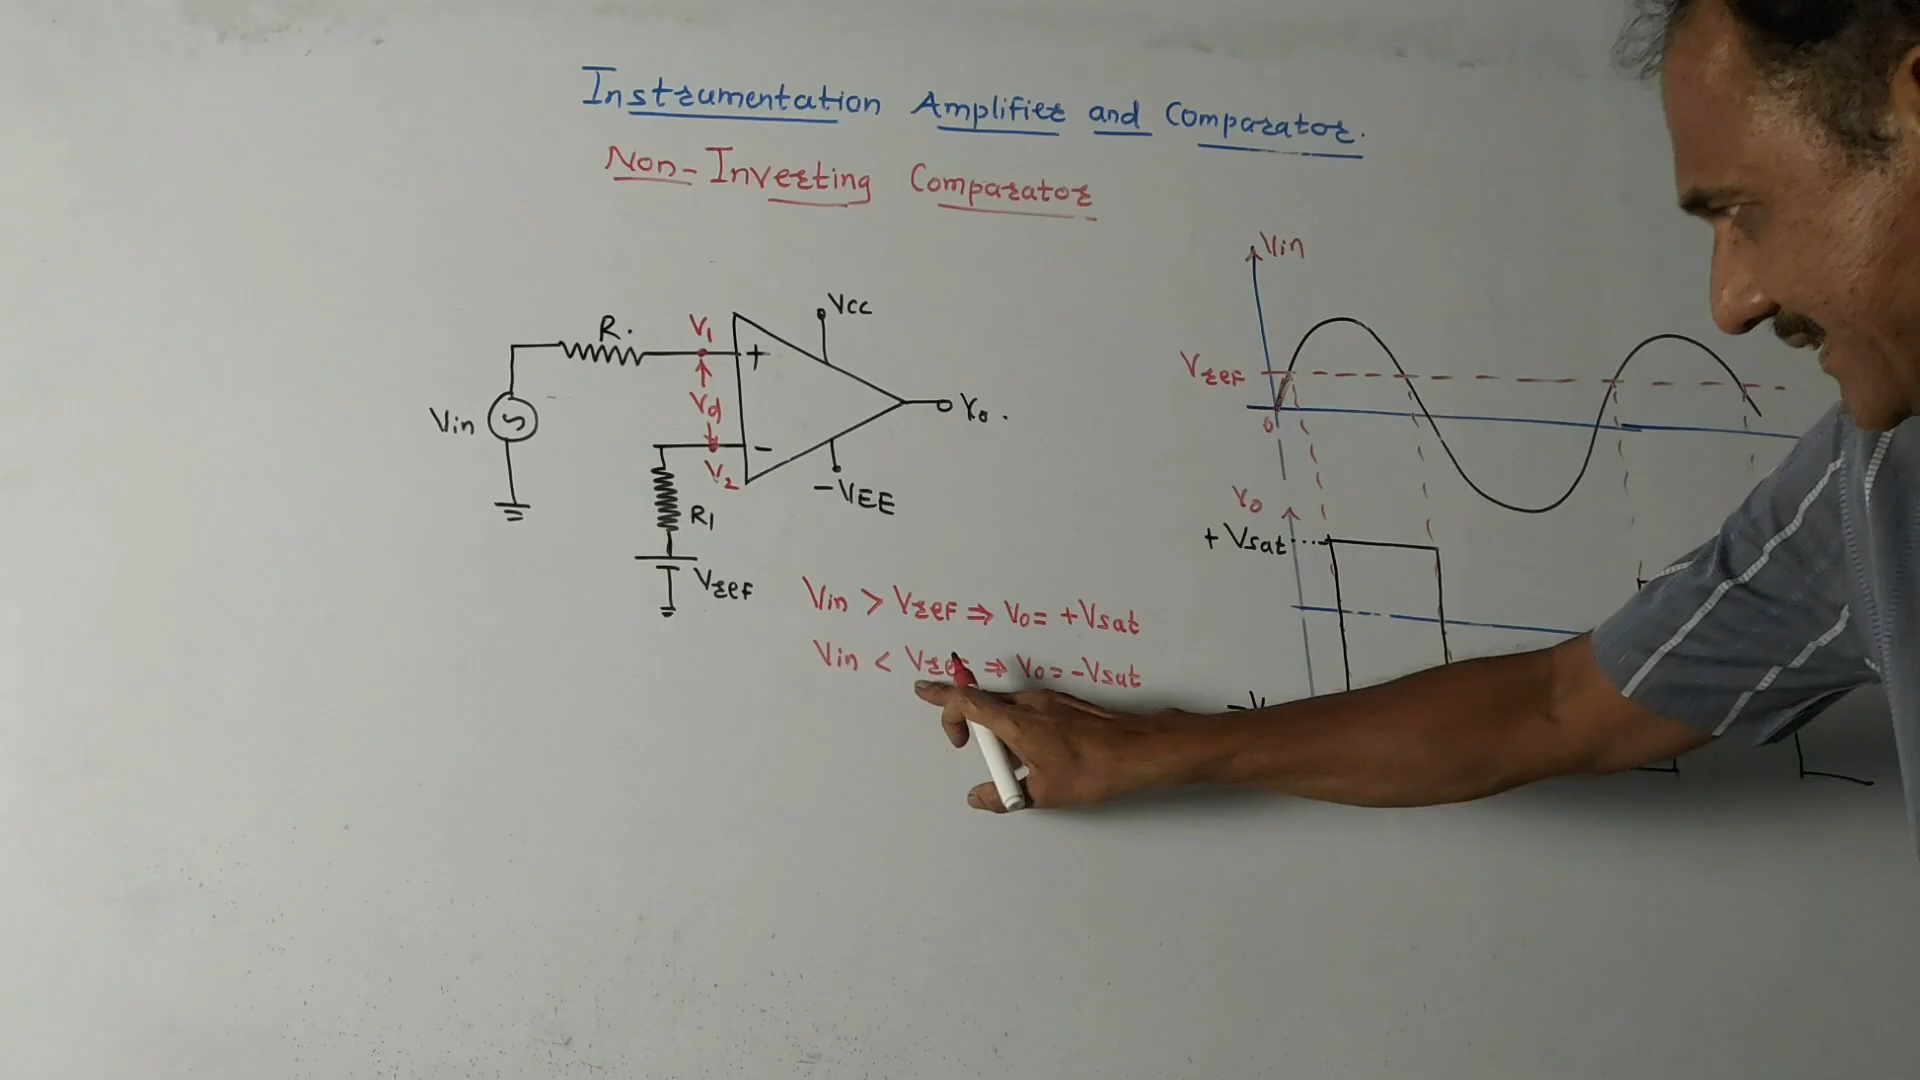 Instrumentation Amplifier and Comparator.
Non-Inverting Comparator
Vin
Vcc
R.
V1
+
Vref
Vd
Vin
Vo.
0
-
V2
-VEE
Vo
R1
+Vsat
Vref
Vin > Vref ⇒ Vo = +Vsat
Vin < Vref ⇒ Vo = -Vsat